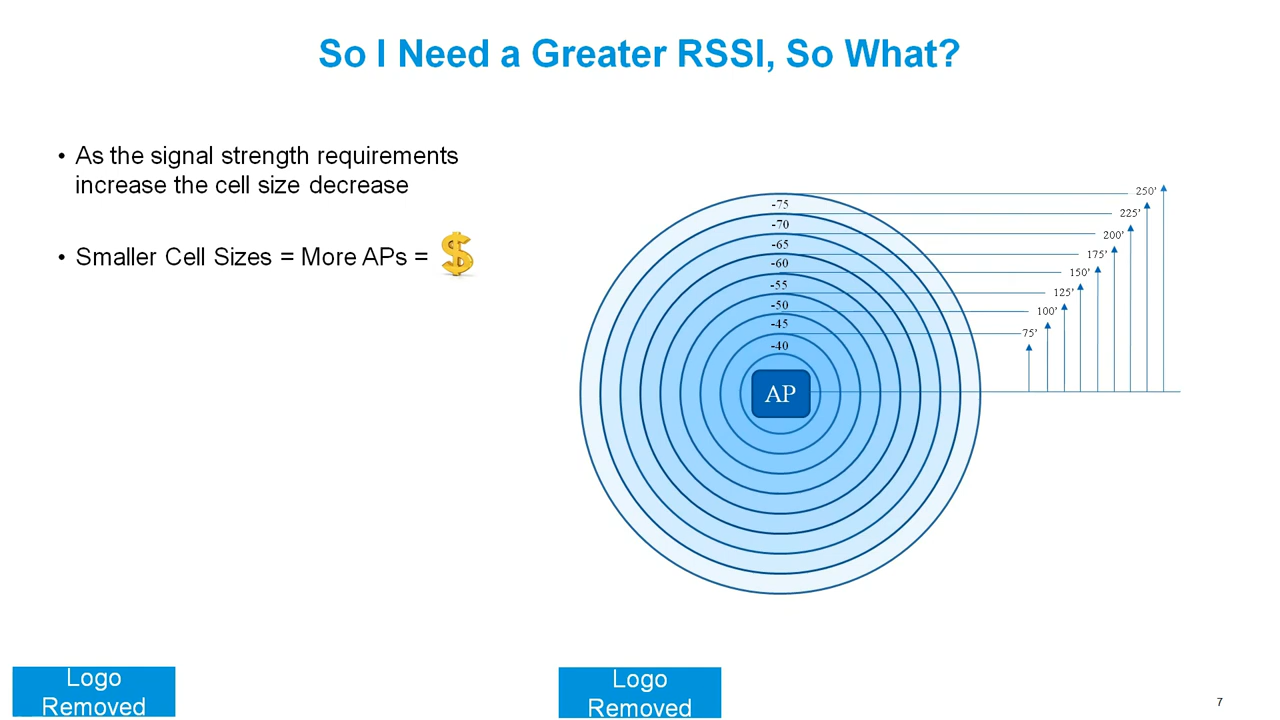 So I Need a Greater RSSI, So What?
• As the signal strength requirements
increase the cell size decrease
• Smaller Cell Sizes = More APs = $
-75
-70
-65
-60
-55
-50
-45
-40
AP
250'
225'
200'
175'
150'
125'
100'
75'
Logo
Removed
Logo
Removed
7